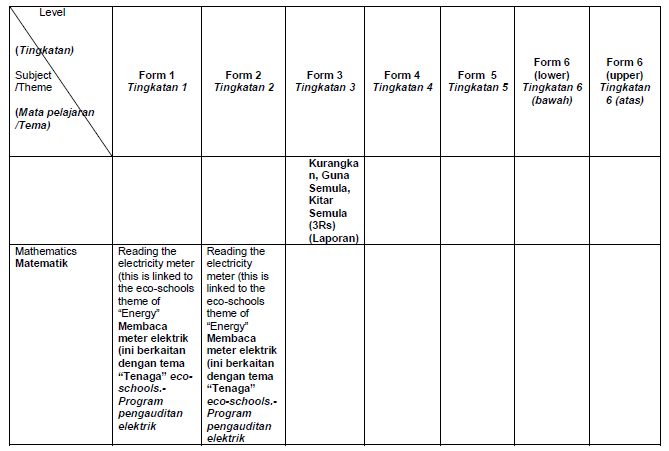 Level
(Tingkatan)
Subject
/Theme
(Mata pelajaran
/Tema)
Form 1
Tingkatan 1
Form 2
Tingkatan 2
Form 3
Tingkatan 3
Form 4
Tingkatan 4
Form 5
Tingkatan 5
Form 6
(lower)
Tingkatan 6
(bawah)
Form 6
(upper)
Tingkatan
6 (atas)
Kurangka
n, Guna
Semula,
Kitar
Semula
(3Rs)
(Laporan)
Mathematics
Matematik
Reading the
electricity meter
(this is linked to
the eco-schools
theme of
“Energy”
Membaca
meter elektrik
(ini berkaitan
dengan tema
“Tenaga” eco-
schools.-
Program
pengauditan
elektrik
Reading the
electricity
meter (this is
linked to the
eco-schools
theme of
“Energy”
Membaca
meter elektrik
(ini berkaitan
dengan tema
“Tenaga”
eco-schools.-
Program
pengauditan
elektrik